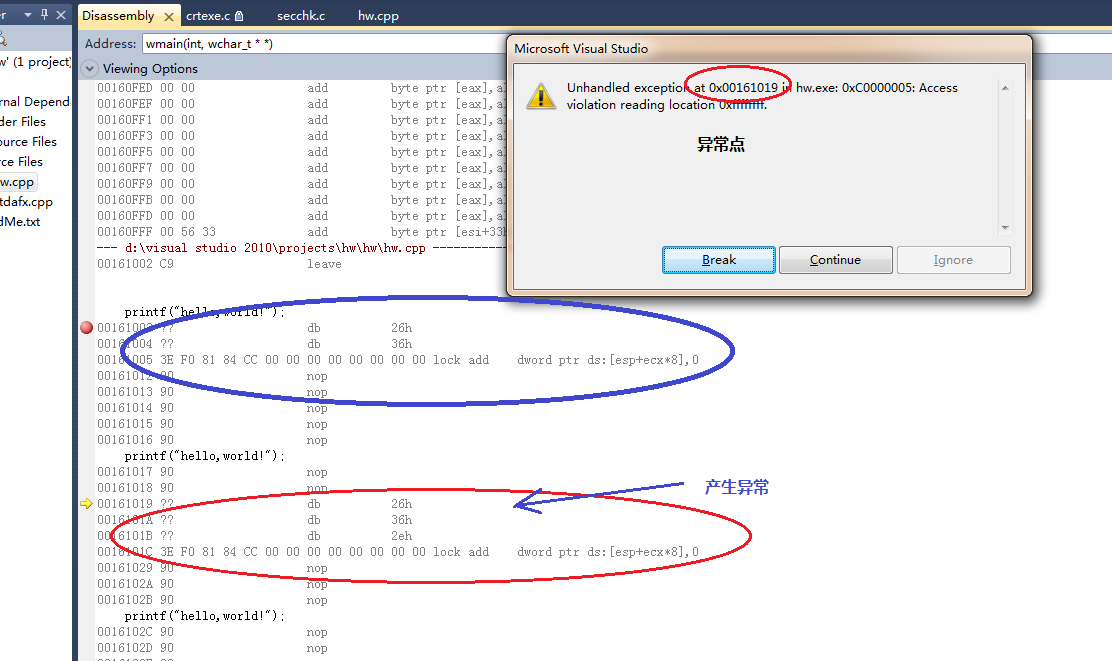 er
Disassembly
crtexe.c
secchk.c
hw.cpp
Address:
wmain(int, wchar_t * *)
Viewing Options
w' (1 project)
rnal Depend
der Files
ource Files
rce Files
w.cpp
tdafx.cpp
dMe.txt
00160FED 00 00 add byte ptr [eax],al
00160FEF 00 00 add byte ptr [eax],al
00160FF1 00 00 add byte ptr [eax],al
00160FF3 00 00 add byte ptr [eax],al
00160FF5 00 00 add byte ptr [eax],al
00160FF7 00 00 add byte ptr [eax],al
00160FF9 00 00 add byte ptr [eax],al
00160FFB 00 00 add byte ptr [eax],al
00160FFD 00 00 add byte ptr [eax],al
00160FFF 00 56 33 add byte ptr [esi+33h
--- d:\visual studio 2010\projects\hw\hw\hw.cpp
00161002 C9 leave
printf("hello,world!");
00161003 ?? db 26h
00161004 ?? db 36h
00161005 3E F0 81 84 CC 00 00 00 00 00 00 00 00 lock add dword ptr ds:[esp+ecx*8],0
00161012 90 nop
00161013 90 nop
00161014 90 nop
00161015 90 nop
00161016 90 nop
printf("hello,world!");
00161017 90 nop
00161018 90 nop
00161019 ?? db 26h
0016101A ?? db 36h
0016101B ?? db 2eh
0016101C 3E F0 81 84 CC 00 00 00 00 00 00 00 00 lock add dword ptr ds:[esp+ecx*8],0
00161029 90 nop
0016102A 90 nop
0016102B 90 nop
printf("hello,world!");
0016102C 90 nop
0016102D 90 nop
Microsoft Visual Studio
Unhandled exception at 0x00161019 in hw.exe: 0xC0000005: Access
violation reading location 0xffffffff.
异常点
Break
Continue
Ignore
产生异常